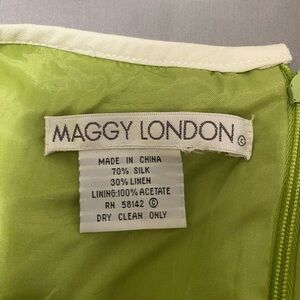 MAGGY LONDON ©
MADE IN CHINA
70% SILK
30% LINEN
LINING:100% ACETATE
RN 58142 ©
DRY CLEAN ONLY